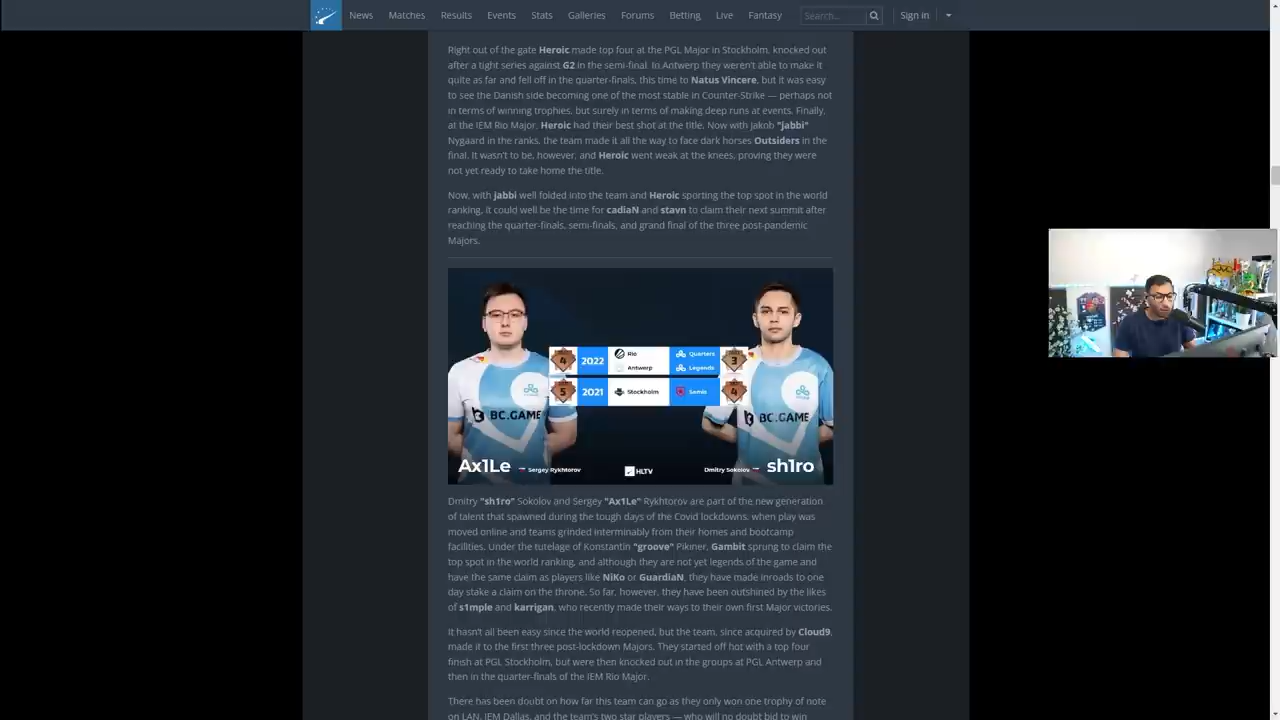 News Matches Results Events Stats Galleries Forums Betting Live Fantasy Search... Sign in
Right out of the gate Heroic made top four at the PGL Major in Stockholm, knocked out
after a tight series against G2 in the semi-final. In Antwerp they weren't able to make it
quite as far and fell off in the quarter-finals, this time to Natus Vincere, but it was easy
to see the Danish side becoming one of the most stable in Counter-Strike — perhaps not
in terms of winning trophies, but surely in terms of making deep runs at events. Finally,
at the IEM Rio Major, Heroic had their best shot at the title. Now with Jakob "jabbi"
Nygaard in the ranks, the team made it all the way to face dark horses Outsiders in the
final. It wasn't to be, however, and Heroic went weak at the knees, proving they were
not yet ready to take home the title.
Now, with jabbi well folded into the team and Heroic sporting the top spot in the world
ranking, it could well be the time for cadiaN and stavn to claim their next summit after
reaching the quarter-finals, semi-finals, and grand final of the three post-pandemic
Majors.
4 2022 Rio Quarters 3
Antwerp Legends
5 2021 Stockholm Semis 4
BC.GAME BC.GAME
Ax1Le Sergey Rykhtorov HLTV Dmitry Sokolov sh1ro
Dmitry "sh1ro" Sokolov and Sergey "Ax1Le" Rykhtorov are part of the new generation
of talent that spawned during the tough days of the Covid lockdowns, when play was
moved online and teams grinded interminably from their homes and bootcamp
facilities. Under the tutelage of Konstantin "groove" Pikiner, Gambit sprung to claim the
top spot in the world ranking, and although they are not yet legends of the game and
have the same claim as players like NiKo or GuardiaN, they have made inroads to one
day stake a claim on the throne. So far, however, they have been outshined by the likes
of s1mple and karrigan, who recently made their ways to their own first Major victories.
It hasn't all been easy since the world reopened, but the team, since acquired by Cloud9,
made it to the first three post-lockdown Majors. They started off hot with a top four
finish at PGL Stockholm, but were then knocked out in the groups at PGL Antwerp and
then in the quarter-finals of the IEM Rio Major.
There has been doubt on how far this team can go as they only won one trophy of note
on LAN, IEM Dallas, and the team's two star players — who will no doubt bid to win